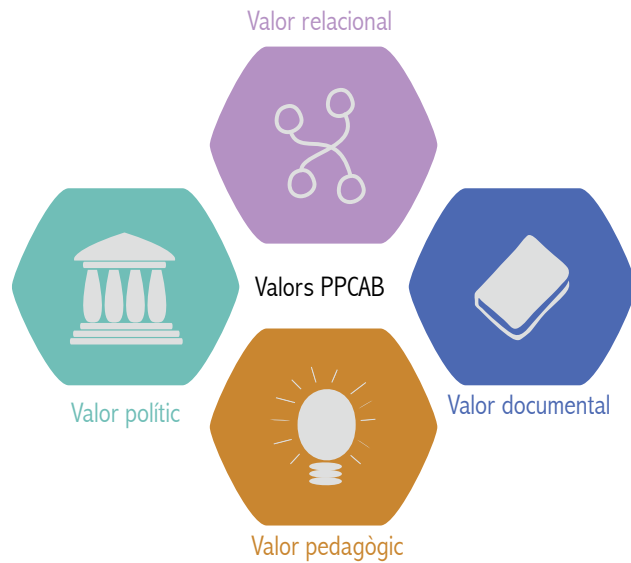 Valor relacional
Valors PPCAB
Valor polític
Valor documental
Valor pedagògic